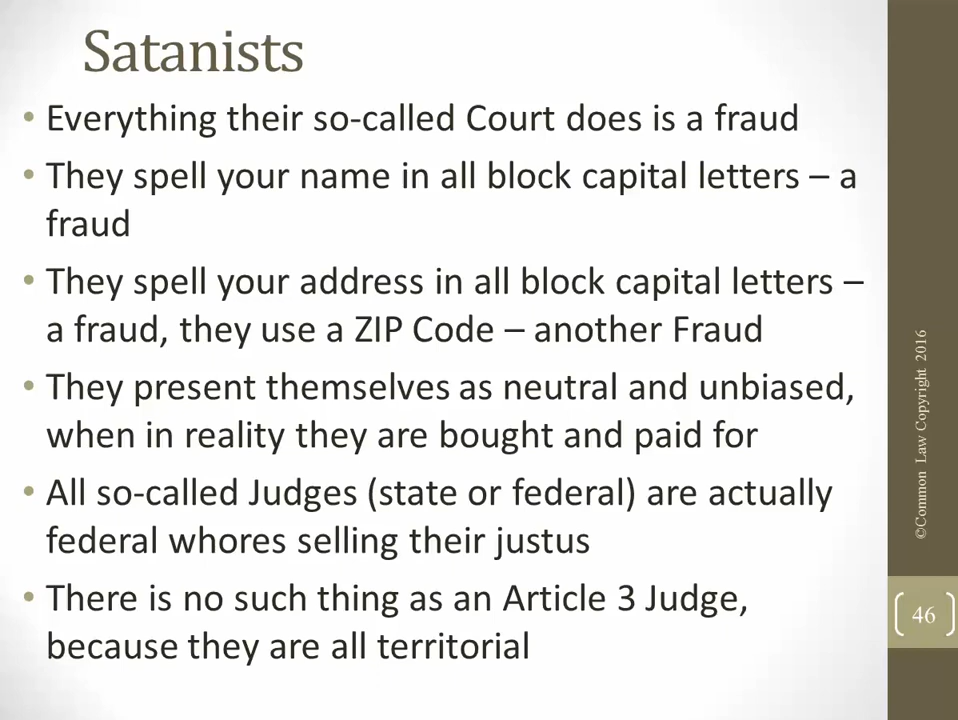 Satanists
• Everything their so-called Court does is a fraud
• They spell your name in all block capital letters – a
fraud
• They spell your address in all block capital letters –
a fraud, they use a ZIP Code – another Fraud
• They present themselves as neutral and unbiased,
when in reality they are bought and paid for
• All so-called Judges (state or federal) are actually
federal whores selling their justus
• There is no such thing as an Article 3 Judge,
because they are all territorial
©Common Law Copyright 2016
46